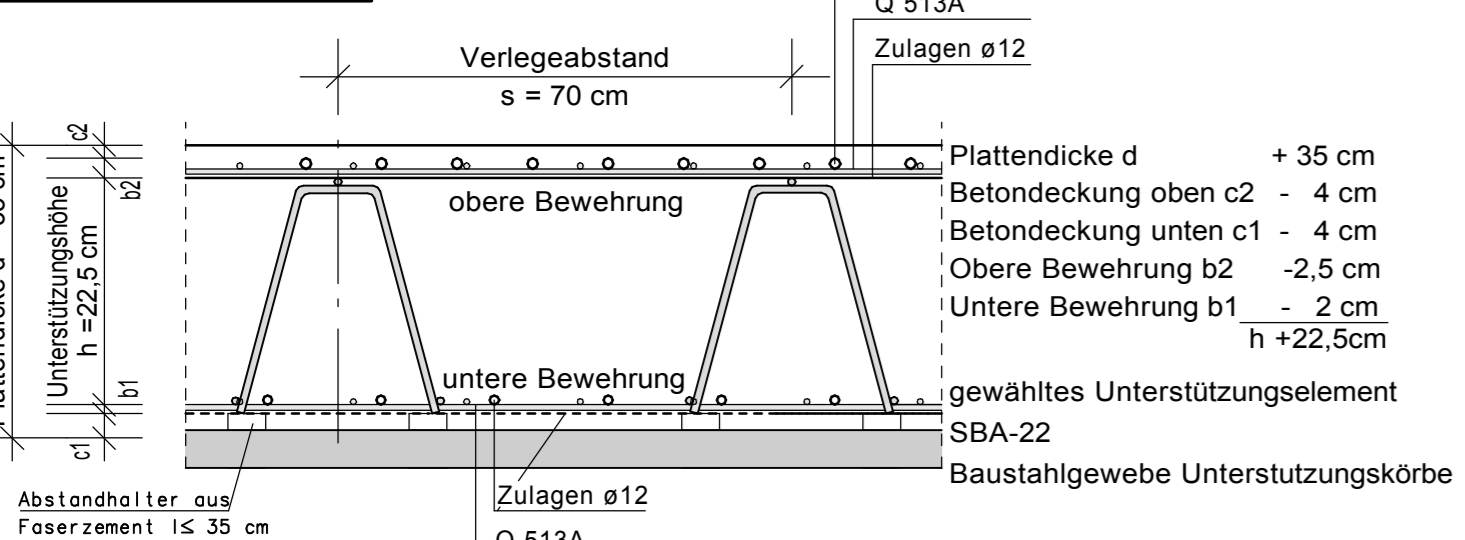 Q 513A
Zulagen ø12
Verlegeabstand
s = 70 cm
c2
b2
Unterstützungshöhe
h =22,5 cm
b1
c1
obere Bewehrung
untere Bewehrung
Plattendicke d + 35 cm
Betondeckung oben c2 - 4 cm
Betondeckung unten c1 - 4 cm
Obere Bewehrung b2 -2,5 cm
Untere Bewehrung b1 - 2 cm
h +22,5cm
gewähltes Unterstützungselement
SBA-22
Baustahlgewebe Unterstutzungskörbe
Abstandhalter aus
Faserzement l≤ 35 cm
Zulagen ø12
Q 513A